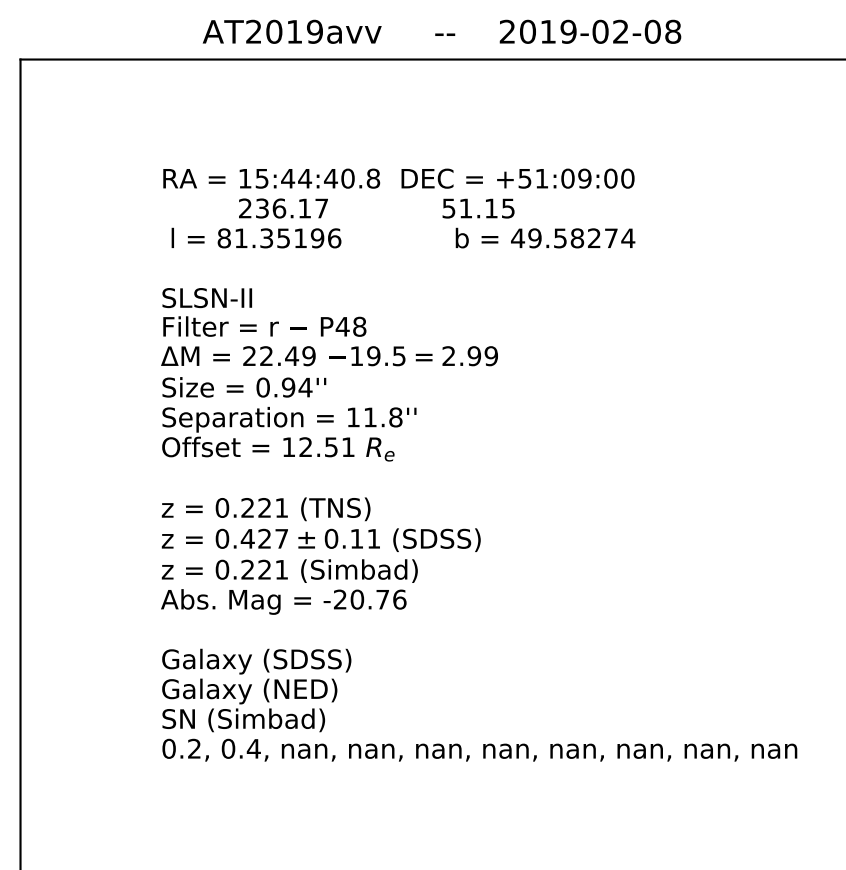 AT2019avv -- 2019-02-08
RA = 15:44:40.8 DEC = +51:09:00
236.17 51.15
l = 81.35196 b = 49.58274
SLSN-II
Filter = r − P48
ΔM = 22.49 −19.5 = 2.99
Size = 0.94''
Separation = 11.8''
Offset = 12.51 Re
z = 0.221 (TNS)
z = 0.427 ± 0.11 (SDSS)
z = 0.221 (Simbad)
Abs. Mag = -20.76
Galaxy (SDSS)
Galaxy (NED)
SN (Simbad)
0.2, 0.4, nan, nan, nan, nan, nan, nan, nan, nan